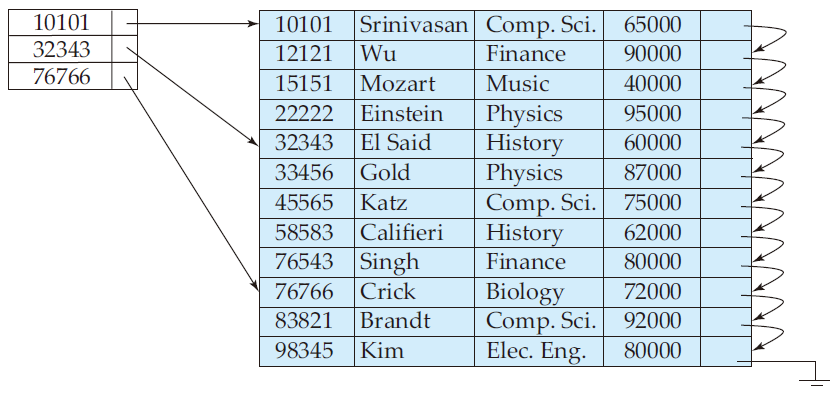 10101
32343
76766
10101 Srinivasan Comp. Sci. 65000
12121 Wu Finance 90000
15151 Mozart Music 40000
22222 Einstein Physics 95000
32343 El Said History 60000
33456 Gold Physics 87000
45565 Katz Comp. Sci. 75000
58583 Califieri History 62000
76543 Singh Finance 80000
76766 Crick Biology 72000
83821 Brandt Comp. Sci. 92000
98345 Kim Elec. Eng. 80000